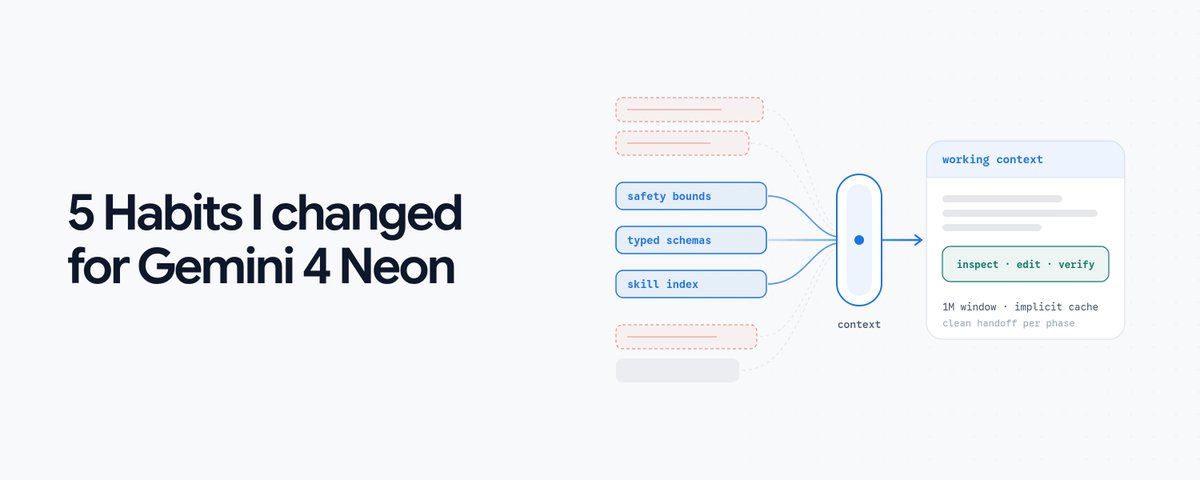 5 Habits I changed
for Gemini 4 Neon
safety bounds
typed schemas
skill index
context
working context
inspect · edit · verify
1M window · implicit cache
clean handoff per phase